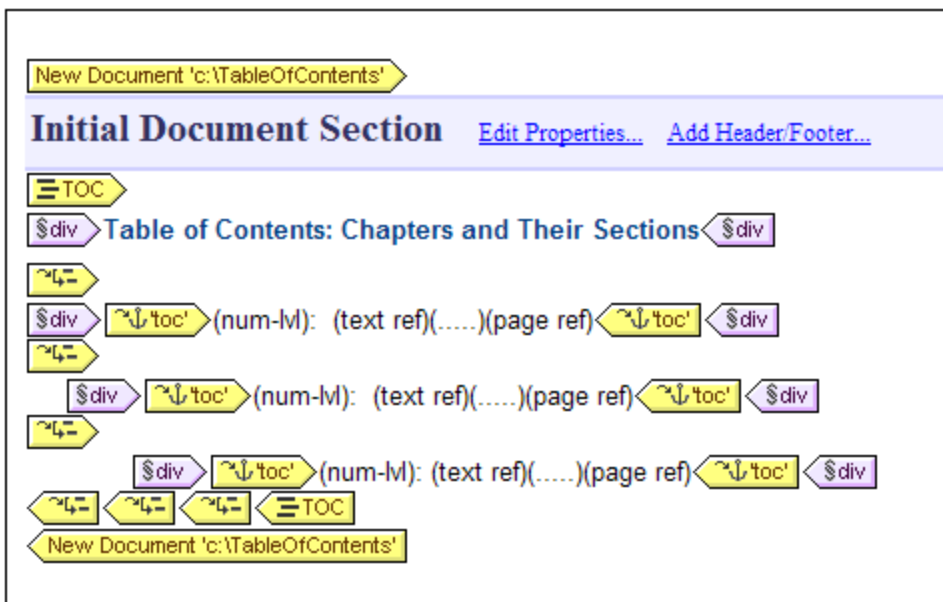 New Document 'c:\TableOfContents'
Initial Document Section Edit Properties... Add Header/Footer...
TOC
§div Table of Contents: Chapters and Their Sections §div
§div 'toc' (num-lvl): (text ref)(.....)(page ref) 'toc' §div
§div 'toc' (num-lvl): (text ref)(.....)(page ref) 'toc' §div
§div 'toc' (num-lvl): (text ref)(.....)(page ref) 'toc' §div
TOC
New Document 'c:\TableOfContents'